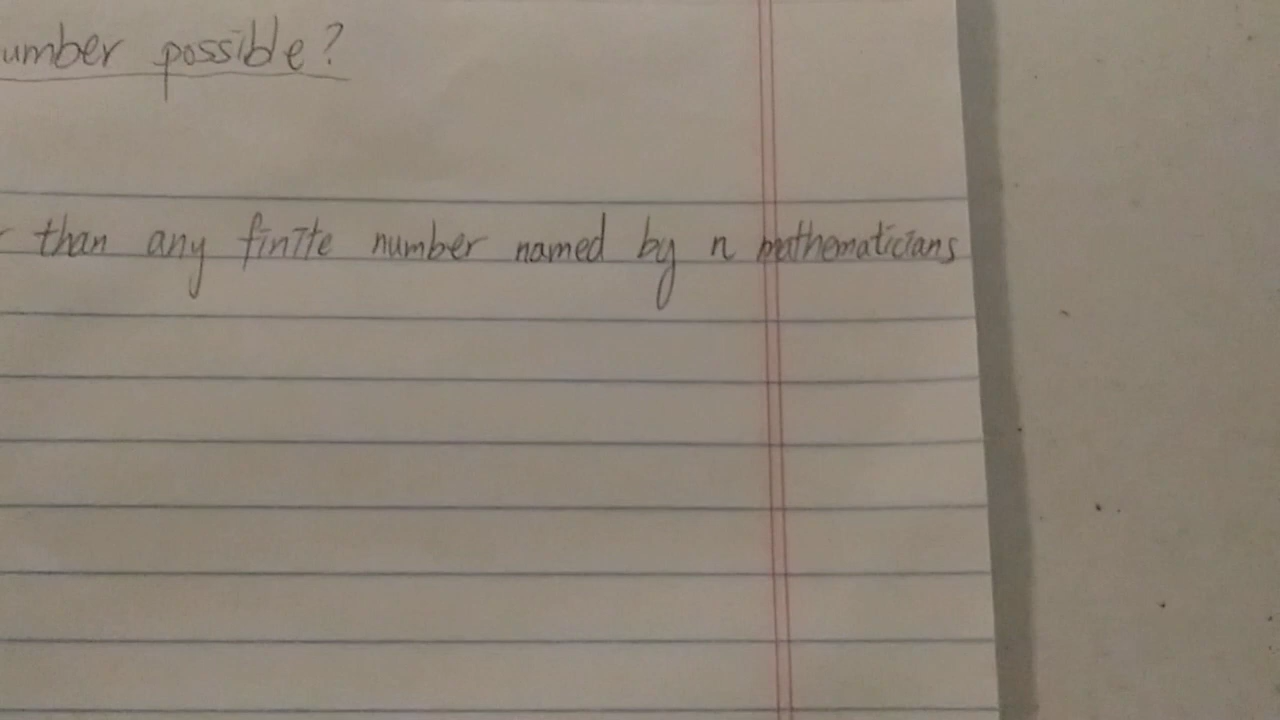 umber possible?
than any finite number named by n mathematicians